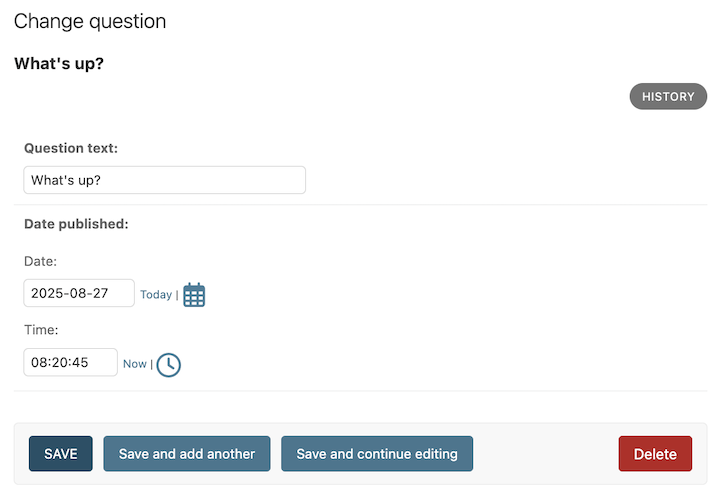 Change question
What's up?
HISTORY
Question text:
What's up?
Date published:
Date:
2025-08-27 Today |
Time:
08:20:45 Now |
SAVE Save and add another Save and continue editing Delete